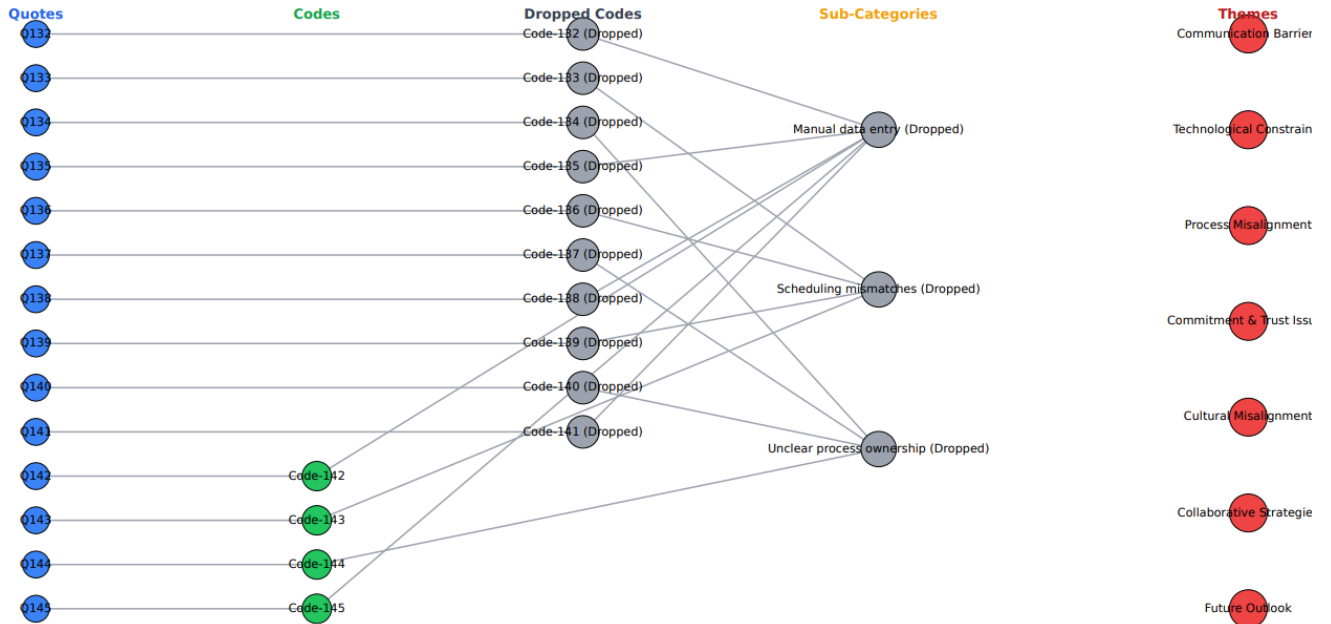 Quotes Codes Dropped Codes Sub-Categories Themes
Q132 Code-132 (Dropped) Communication Barrier
Q133 Code-133 (Dropped)
Q134 Code-134 (Dropped)
Manual data entry (Dropped) Technological Constrain
Q135 Code-135 (Dropped)
Q136 Code-136 (Dropped)
Process Misalignment
Q137 Code-137 (Dropped)
Scheduling mismatches (Dropped)
Q138 Code-138 (Dropped)
Commitment & Trust Issu
Q139 Code-139 (Dropped)
Q140 Code-140 (Dropped)
Cultural Misalignment
Q141 Code-141 (Dropped)
Unclear process ownership (Dropped)
Q142 Code-142
Collaborative Strategie
Q143 Code-143
Q144 Code-144
Q145 Code-145 Future Outlook